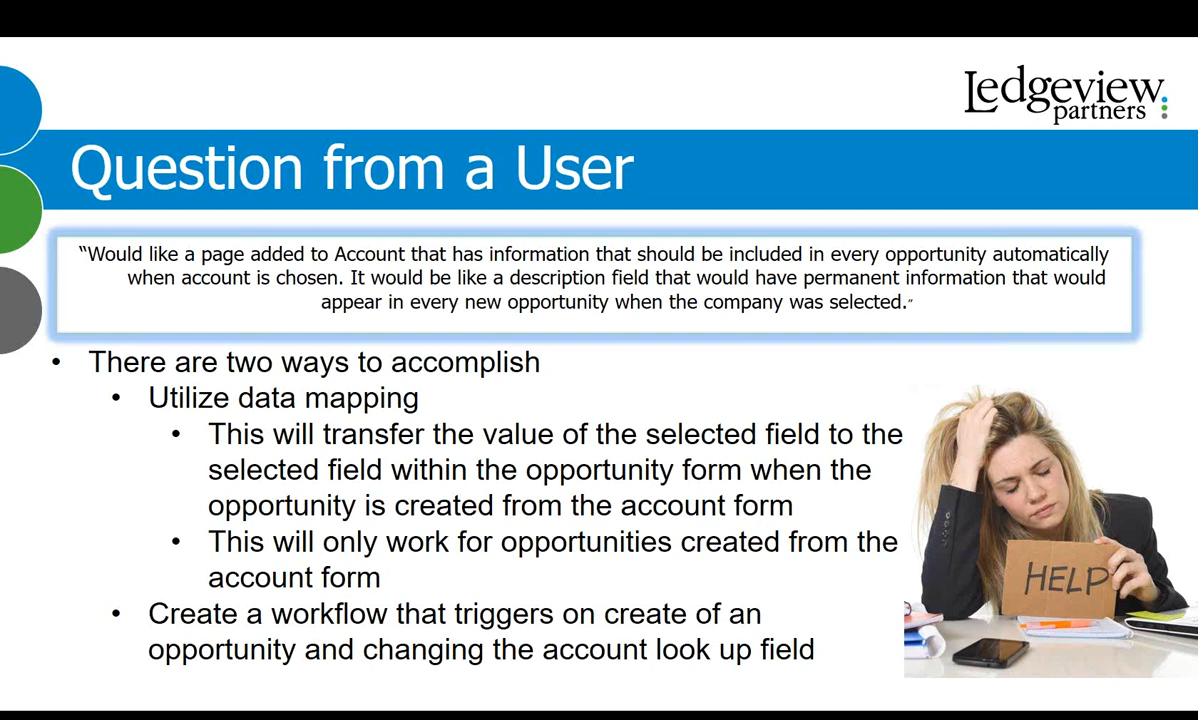 Ledgeview
partners
Question from a User
“Would like a page added to Account that has information that should be included in every opportunity automatically
when account is chosen. It would be like a description field that would have permanent information that would
appear in every new opportunity when the company was selected.”
• There are two ways to accomplish
• Utilize data mapping
• This will transfer the value of the selected field to the
selected field within the opportunity form when the
opportunity is created from the account form
• This will only work for opportunities created from the
account form
• Create a workflow that triggers on create of an
opportunity and changing the account look up field
HELP